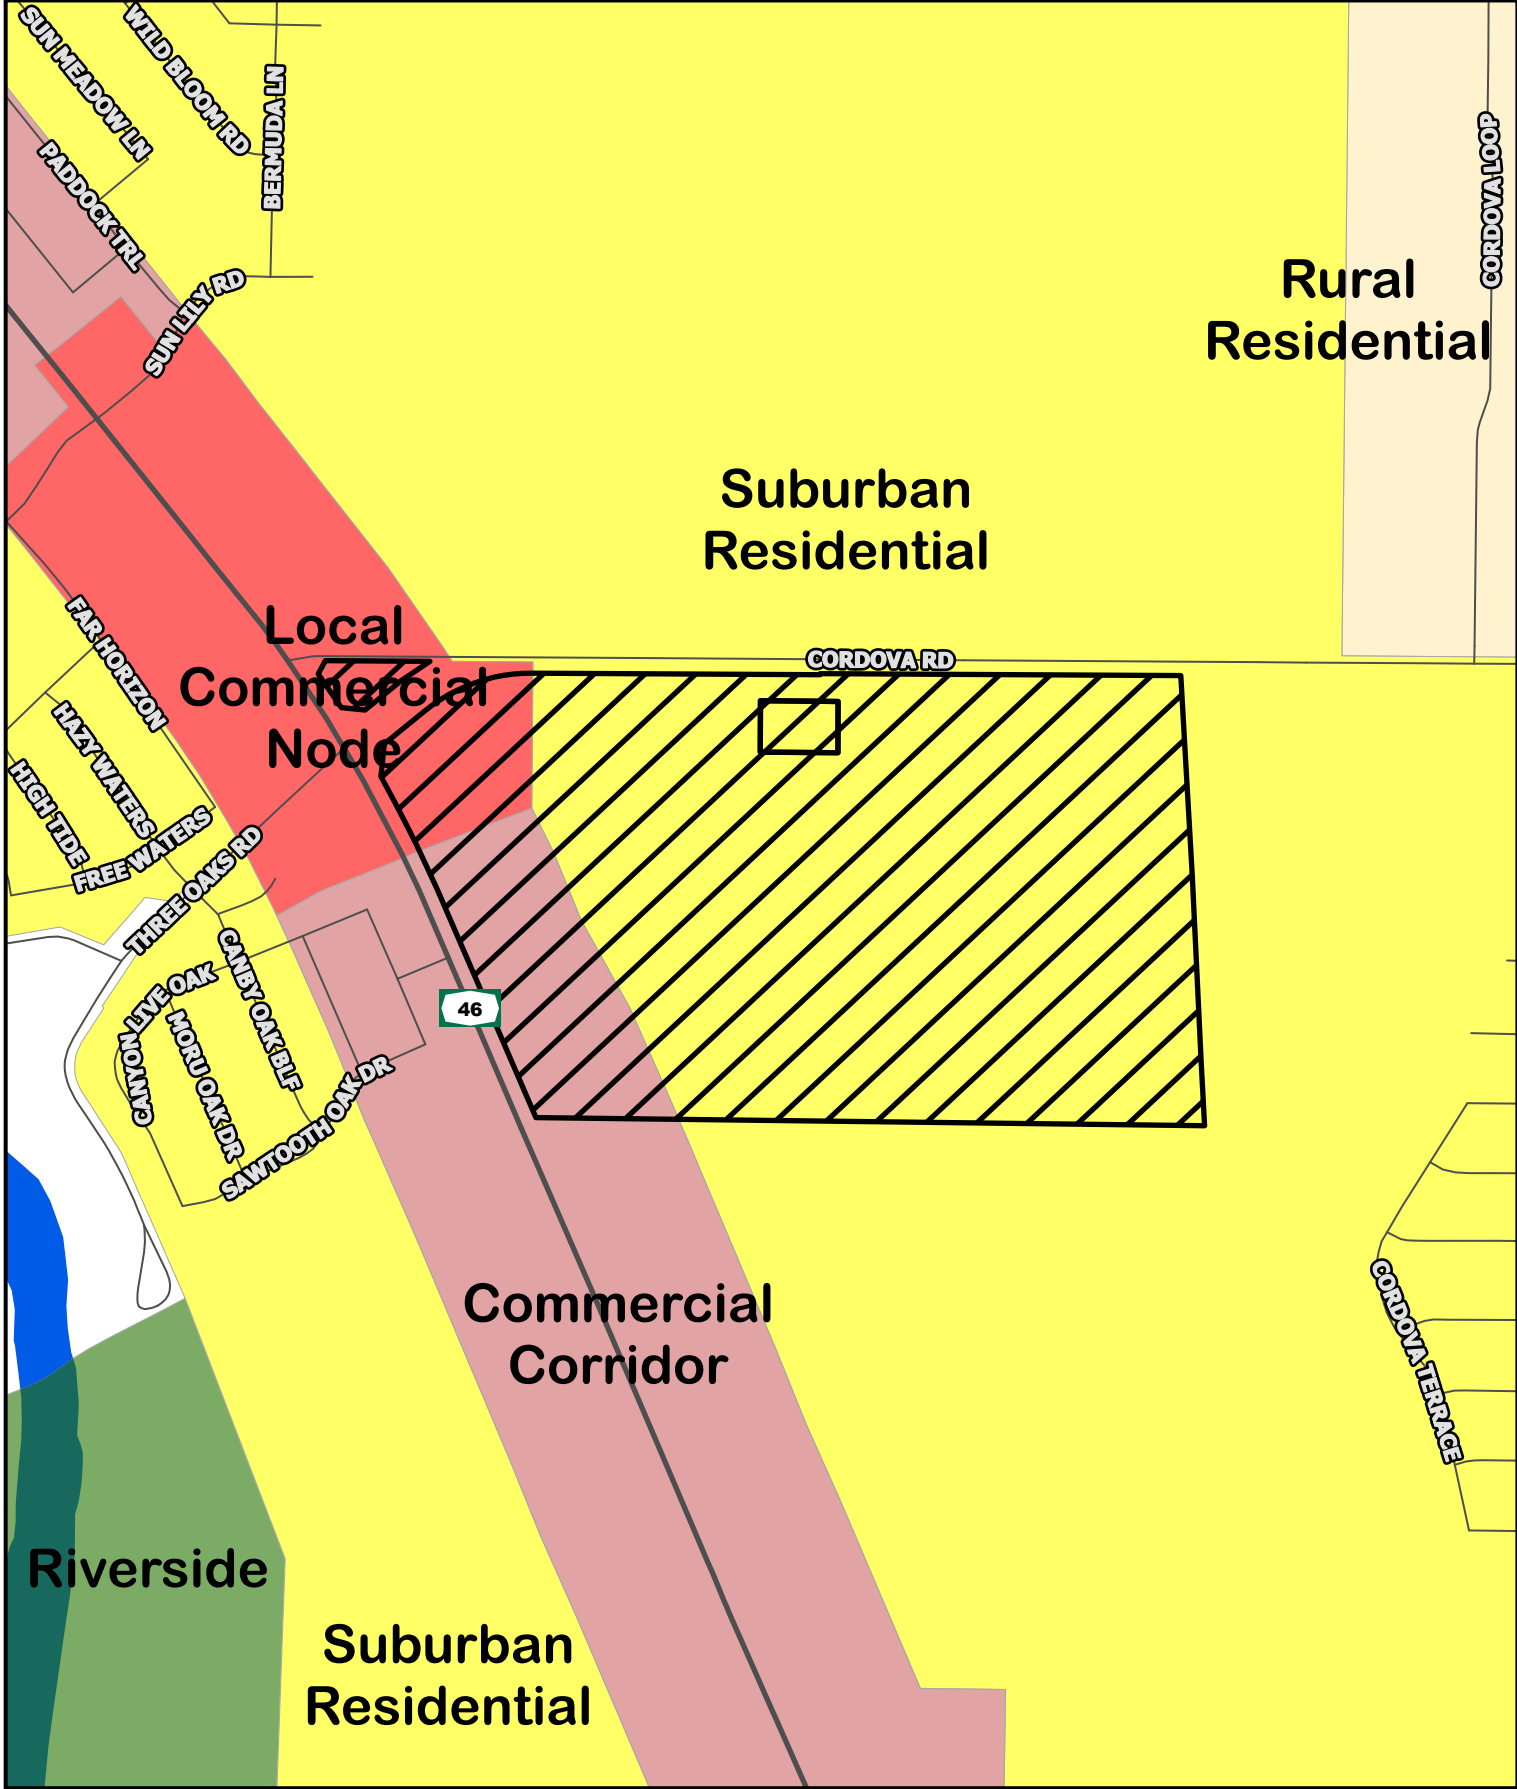 SUN MEADOW LN
WILD BLOOM RD
BERMUDA LN
PADDOCK TRL
SUN LILY RD
CORDOVA LOOP
Rural
Residential
Suburban
Residential
Local
Commercial
Node
CORDOVA RD
FAR HORIZON
HAZY WATERS
HIGH TIDE
FREE WATERS
THREE OAKS RD
LIVE OAK
CANBY OAK BLF
MORU OAK DR
CANYON
SAWTOOTH OAK DR
46
Commercial
Corridor
CORDOVA TERRACE
Riverside
Suburban
Residential